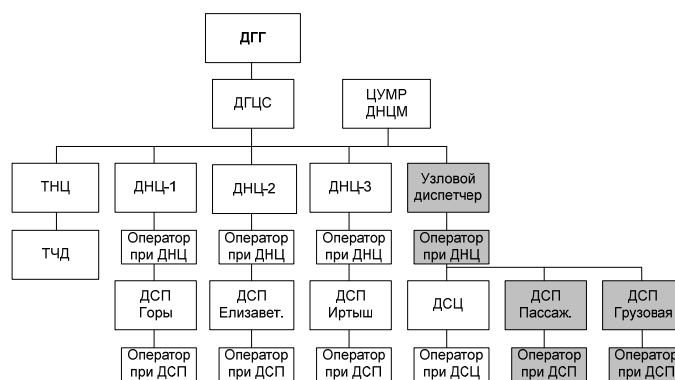 ДГГ
ДГЦС
ЦУМР
ДНЦМ
ТНЦ
ДНЦ-1
ДНЦ-2
ДНЦ-3
Узловой
диспетчер
ТЧД
Оператор
при ДНЦ
Оператор
при ДНЦ
Оператор
при ДНЦ
Оператор
при ДНЦ
ДСП
Горы
ДСП
Елизавет.
ДСП
Иртыш
ДСЦ
ДСП
Пассаж.
ДСП
Грузовая
Оператор
при ДСП
Оператор
при ДСП
Оператор
при ДСП
Оператор
при ДСЦ
Оператор
при ДСП
Оператор
при ДСП